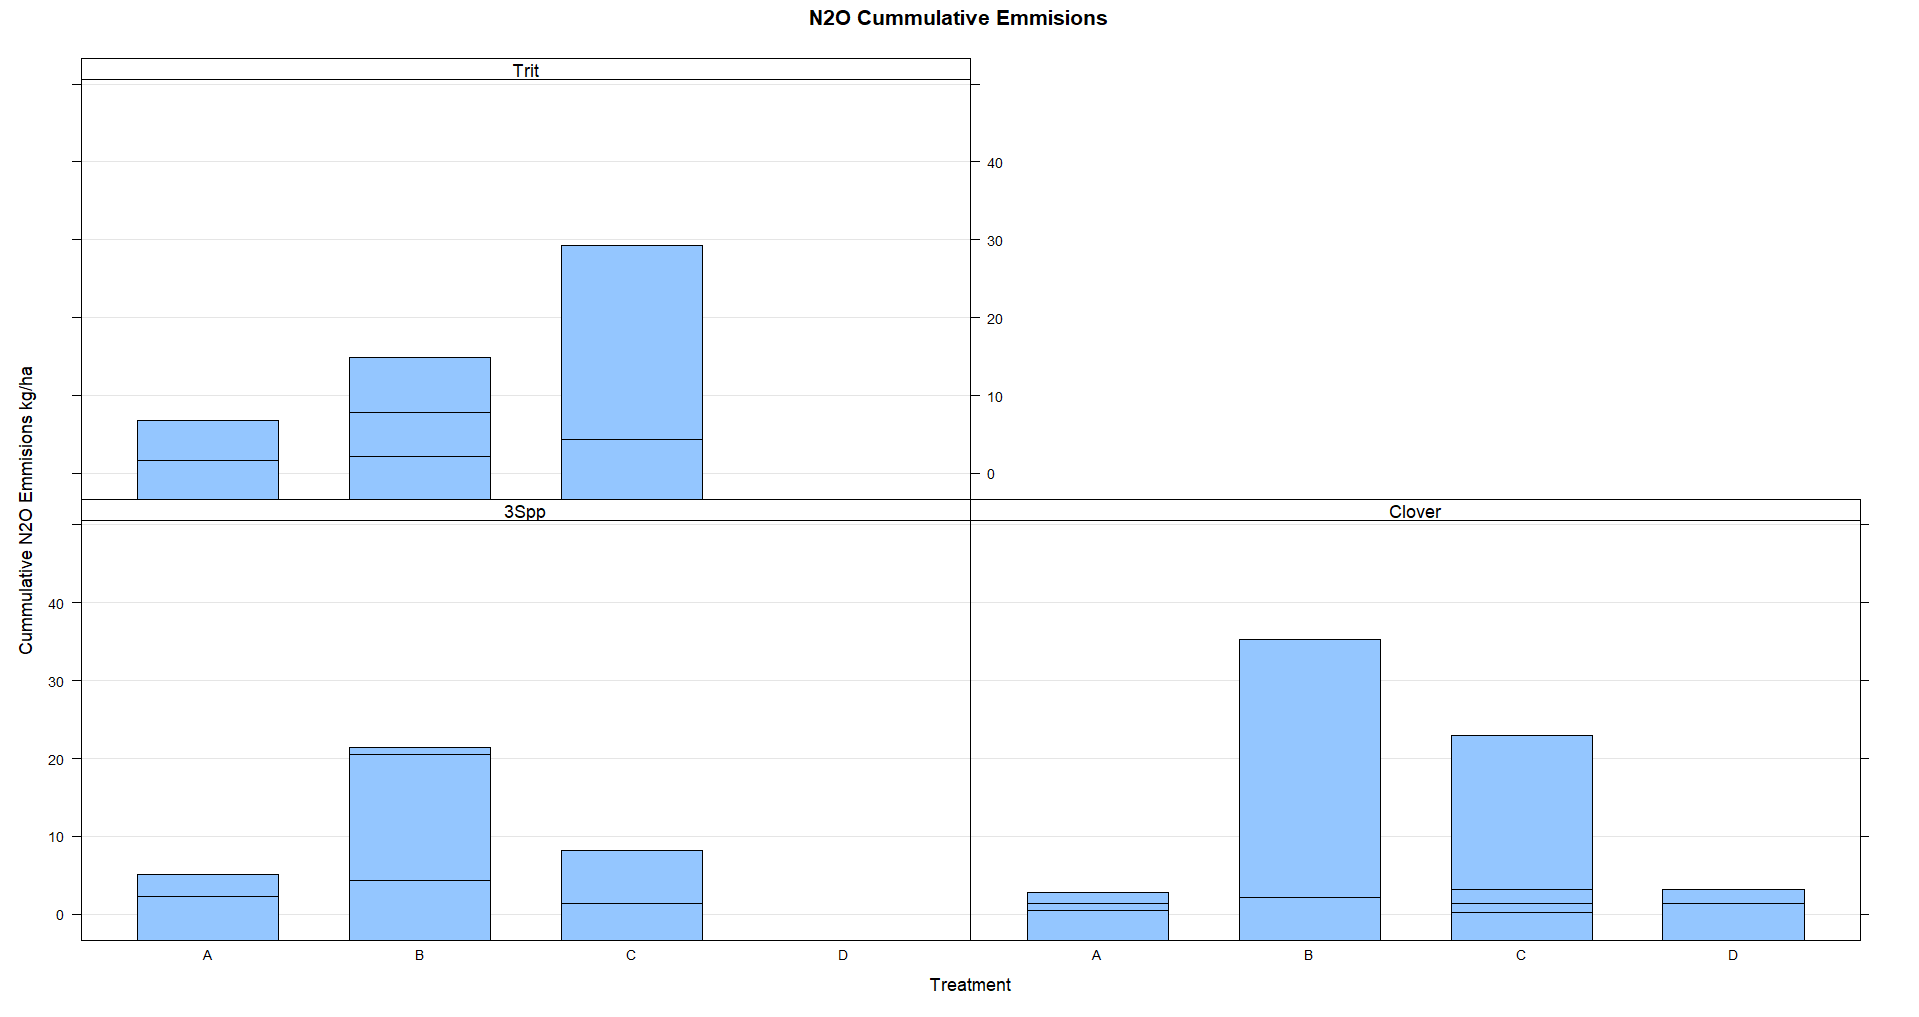 N2O Cummulative Emmisions
Trit
40
30
20
10
0
Cummulative N2O Emmisions kg/ha
3Spp
Clover
40
30
20
10
0
A B C D A B C D
Treatment